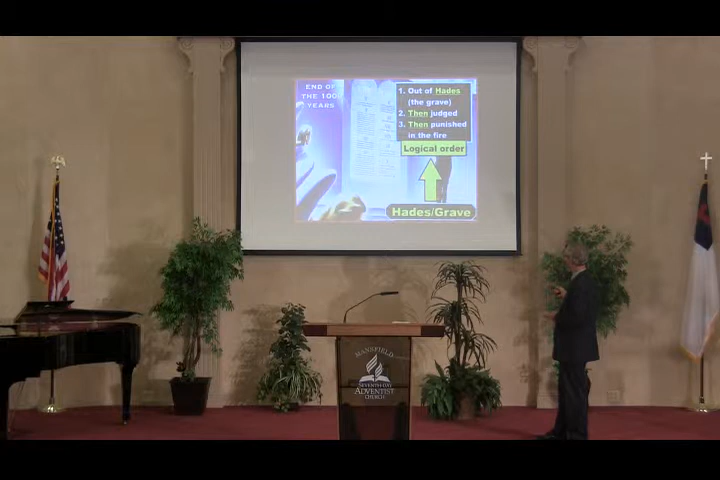 END OF
THE 1000
YEARS
1. Out of Hades
(the grave)
2. Then judged
3. Then punished
in the fire
Logical order
Hades/Grave
MANSFIELD
SEVENTH-DAY
ADVENTIST
CHURCH